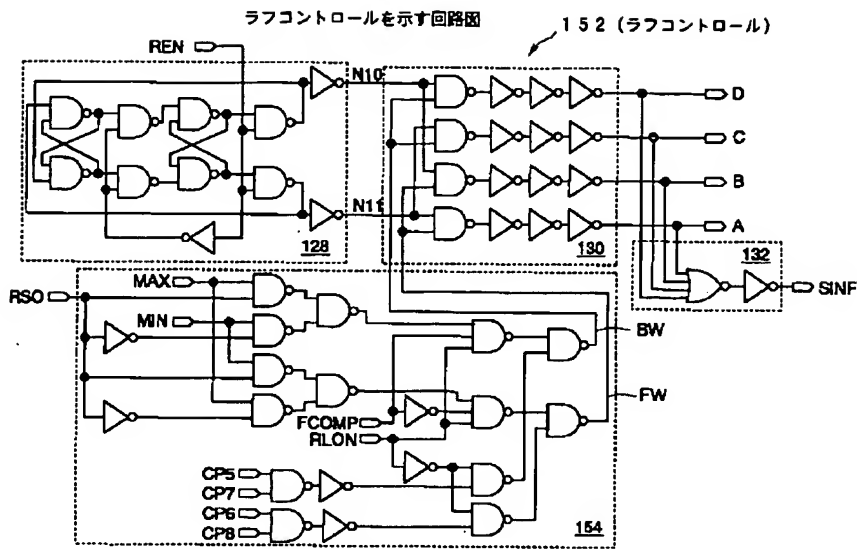 ラフコントロールを示す回路図
152 (ラフコントロール)
REN
N10
D
C
B
A
N11
128
130
132
SINF
MAX
RSO
MIN
BW
FW
FCOMP
RLON
CP5
CP7
CP6
CP8
154